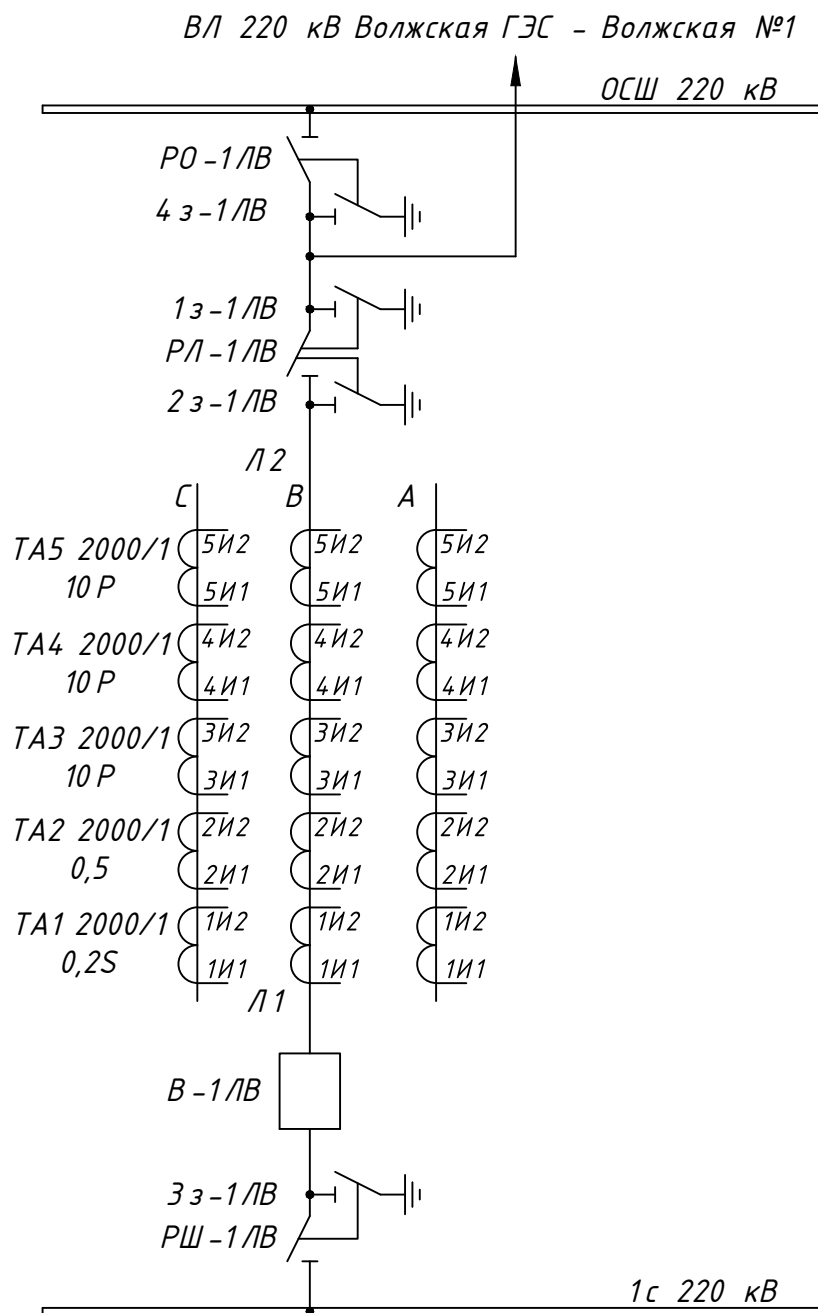 ВЛ 220 кВ Волжская ГЭС - Волжская №1
ОСШ 220 кВ
РО-1ЛВ
4з-1ЛВ
1з-1ЛВ
РЛ-1ЛВ
2з-1ЛВ
Л2
С В А
ТА5 2000/1 5И2 5И2 5И2
10Р 5И1 5И1 5И1
ТА4 2000/1 4И2 4И2 4И2
10Р 4И1 4И1 4И1
ТА3 2000/1 3И2 3И2 3И2
10Р 3И1 3И1 3И1
ТА2 2000/1 2И2 2И2 2И2
0,5 2И1 2И1 2И1
ТА1 2000/1 1И2 1И2 1И2
0,2S 1И1 1И1 1И1
Л1
В-1ЛВ
3з-1ЛВ
РШ-1ЛВ
1с 220 кВ